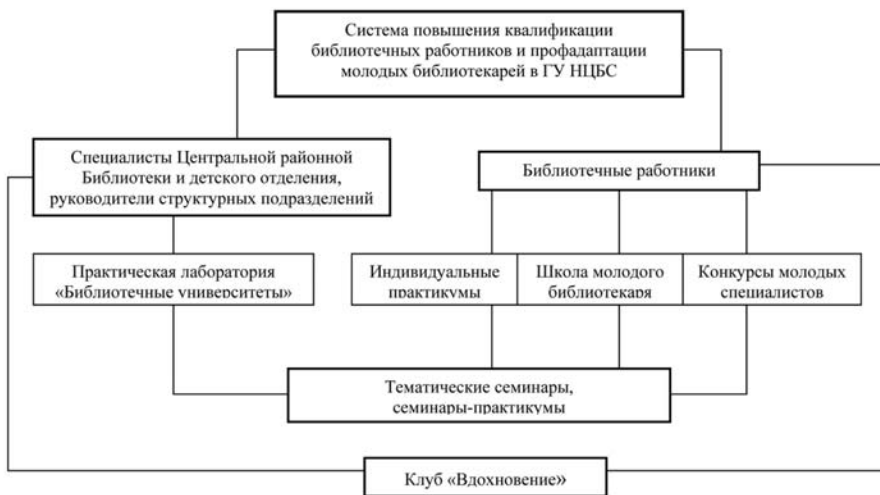 Система повышения квалификации
библиотечных работников и профадаптации
молодых библиотекарей в ГУ НЦБС
Специалисты Центральной районной
Библиотеки и детского отделения,
руководители структурных подразделений
Библиотечные работники
Практическая лаборатория
«Библиотечные университеты»
Индивидуальные
практикумы
Школа молодого
библиотекаря
Конкурсы молодых
специалистов
Тематические семинары,
семинары-практикумы
Клуб «Вдохновение»